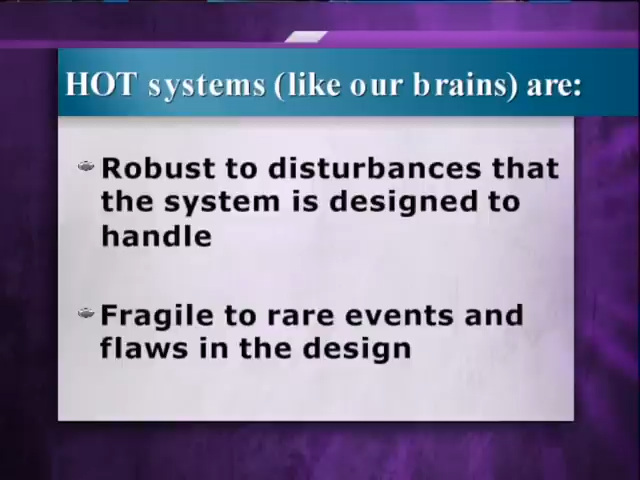 HOT systems (like our brains) are:
Robust to disturbances that
the system is designed to
handle
Fragile to rare events and
flaws in the design